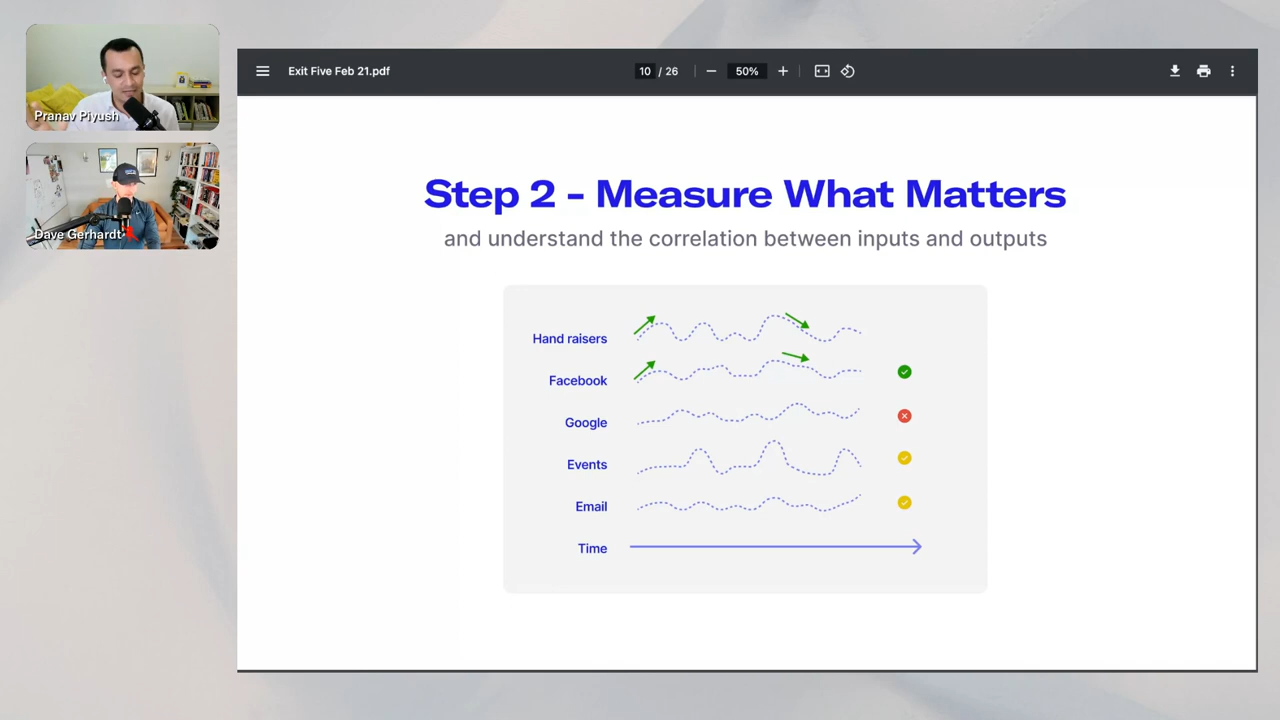 Pranav Piyush
Dave Gerhardt
Exit Five Feb 21.pdf
10 / 26
50%
Step 2 - Measure What Matters
and understand the correlation between inputs and outputs
Hand raisers
Facebook
Google
Events
Email
Time